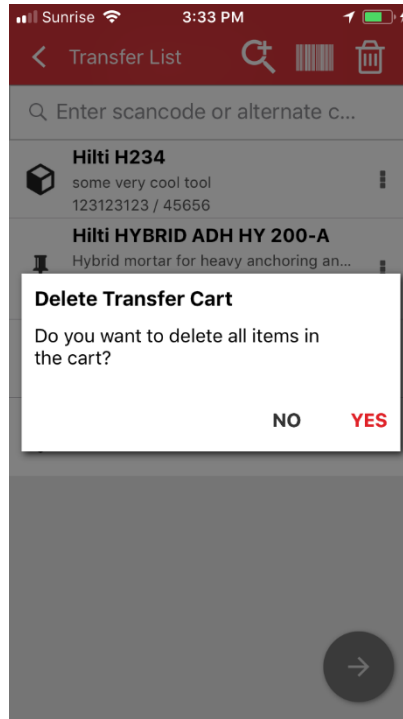 Sunrise 3:33 PM
Transfer List
Enter scancode or alternate c...
Hilti H234
some very cool tool
123123123 / 45656
Hilti HYBRID ADH HY 200-A
Hybrid mortar for heavy anchoring an...
Delete Transfer Cart
Do you want to delete all items in
the cart?
NO YES